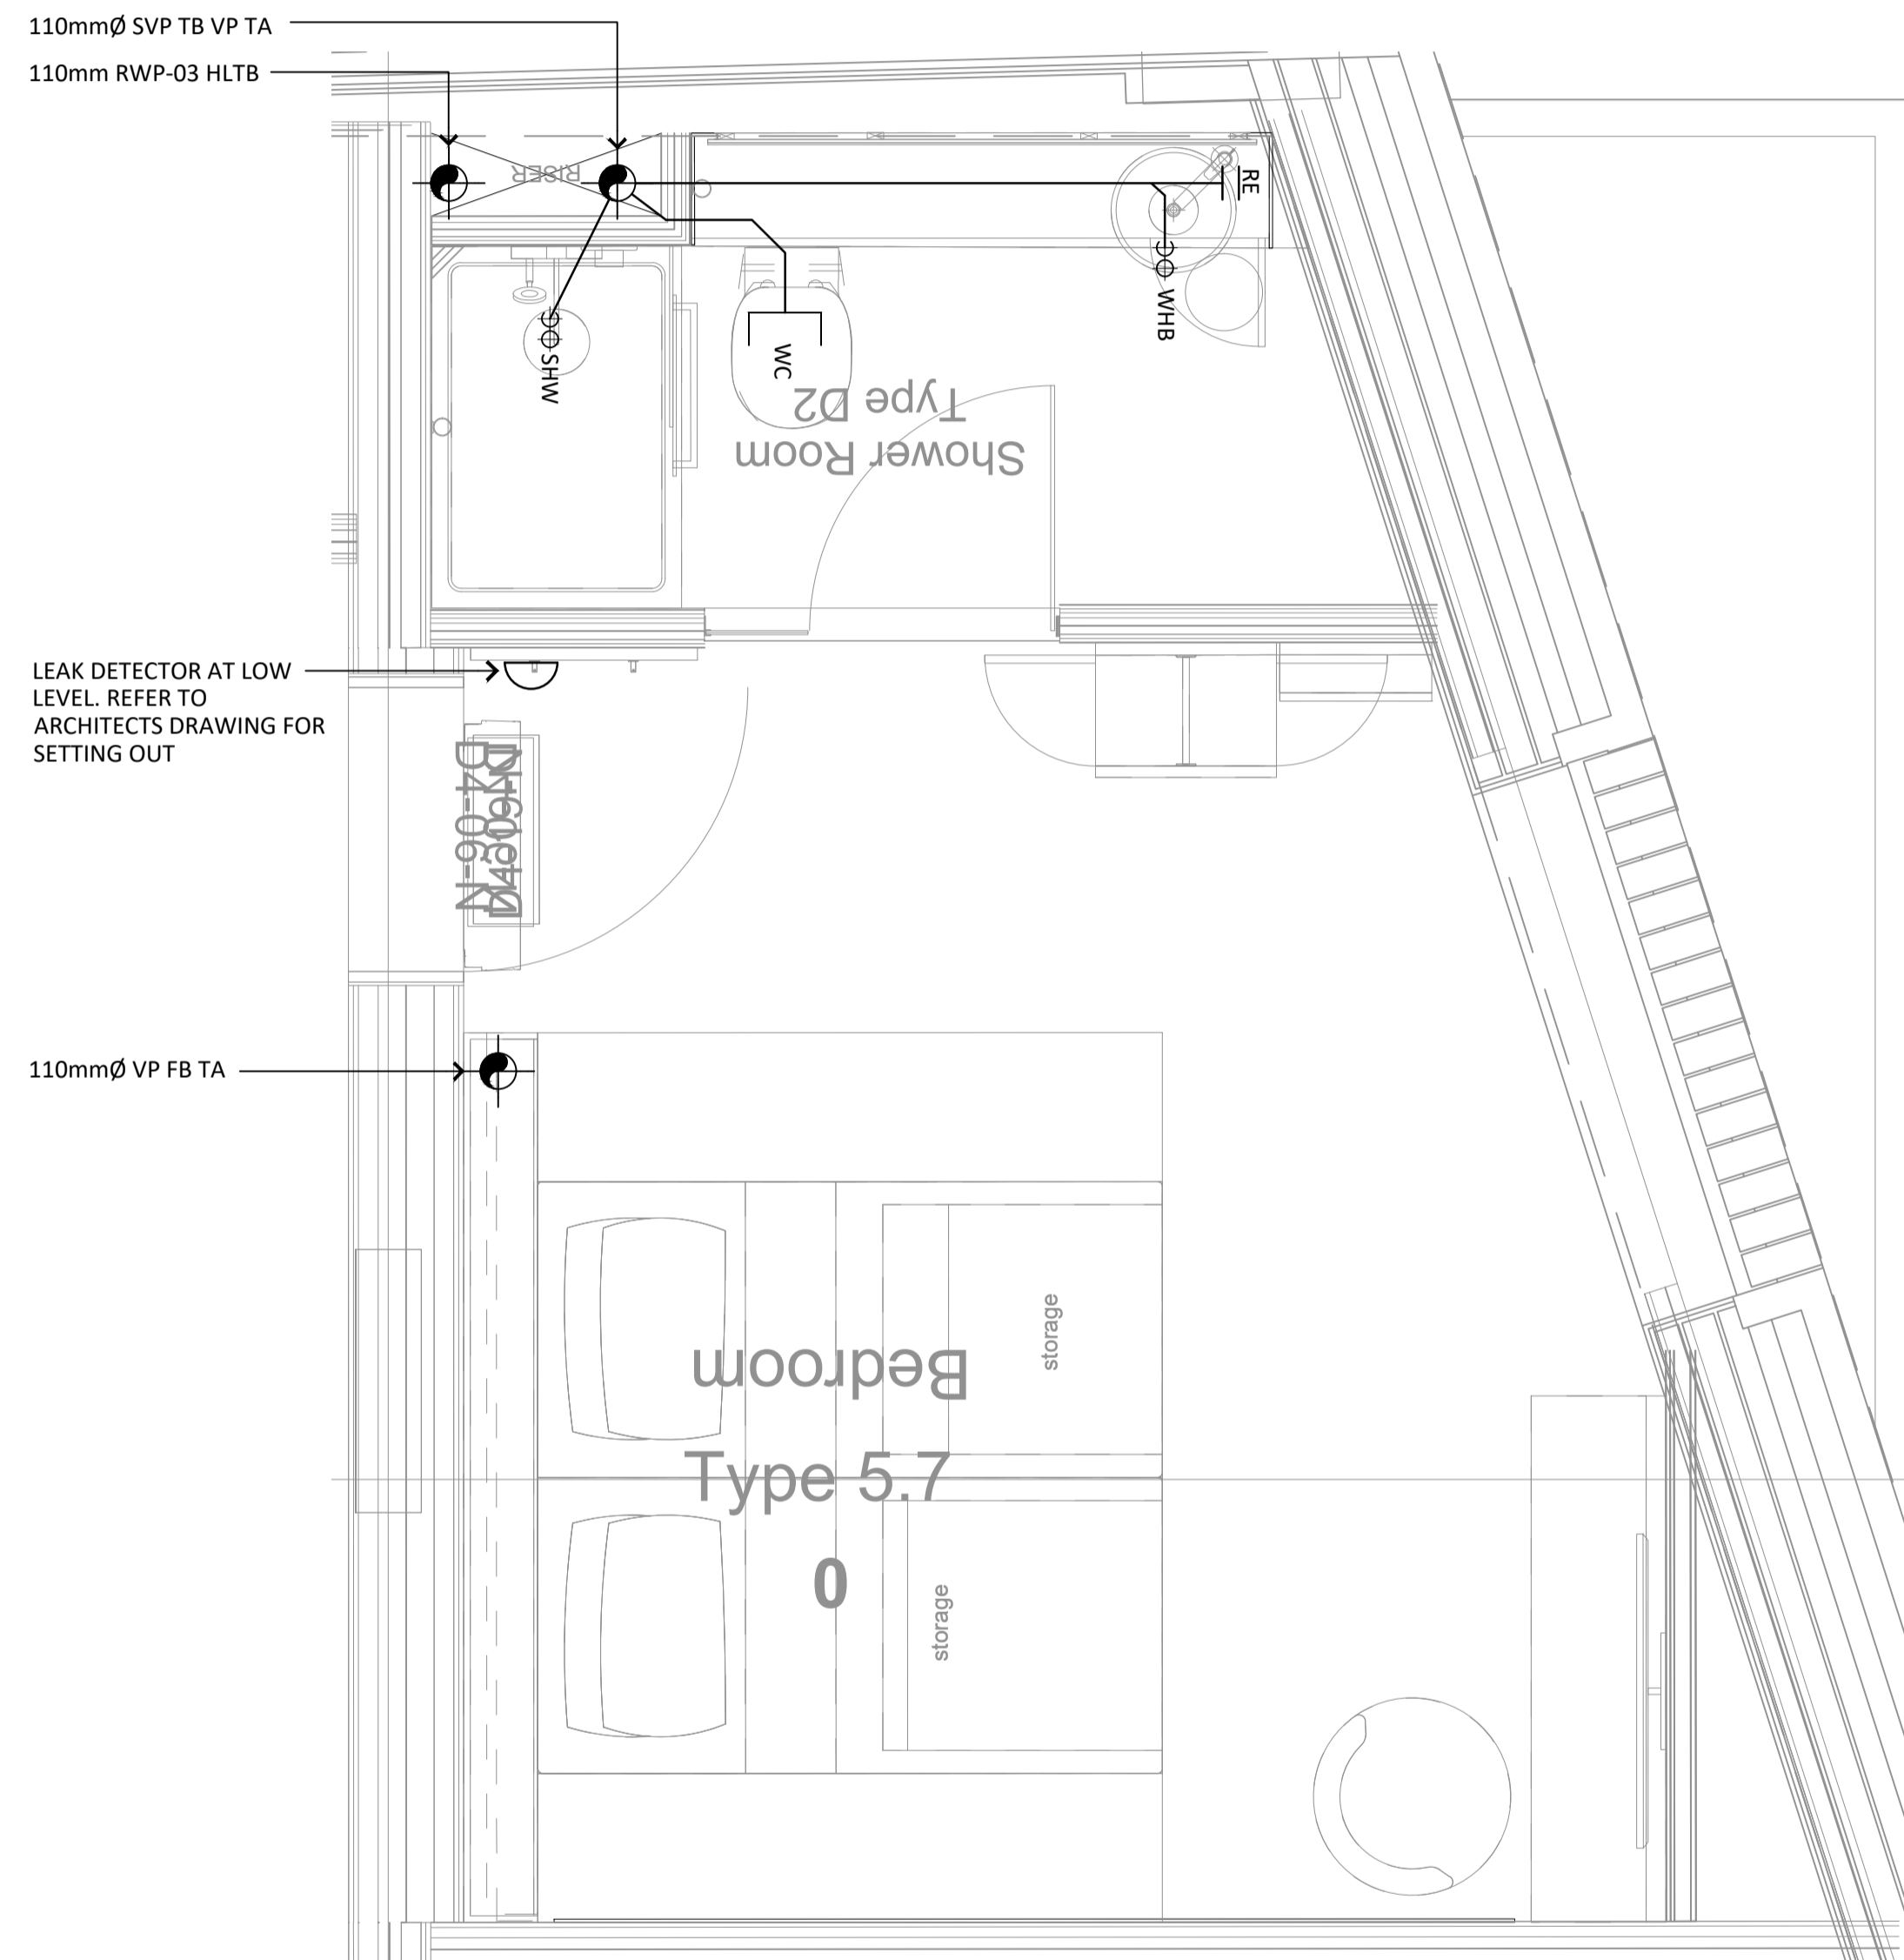 110mmØ SVP TB VP TA
110mm RWP-03 HLTB
RISER
RE
WHB
SHW
WC
Shower Room
Type D2
LEAK DETECTOR AT LOW
LEVEL. REFER TO
ARCHITECTS DRAWING FOR
SETTING OUT
110mmØ VP FB TA
storage
Bedroom
Type 5.7
0
storage